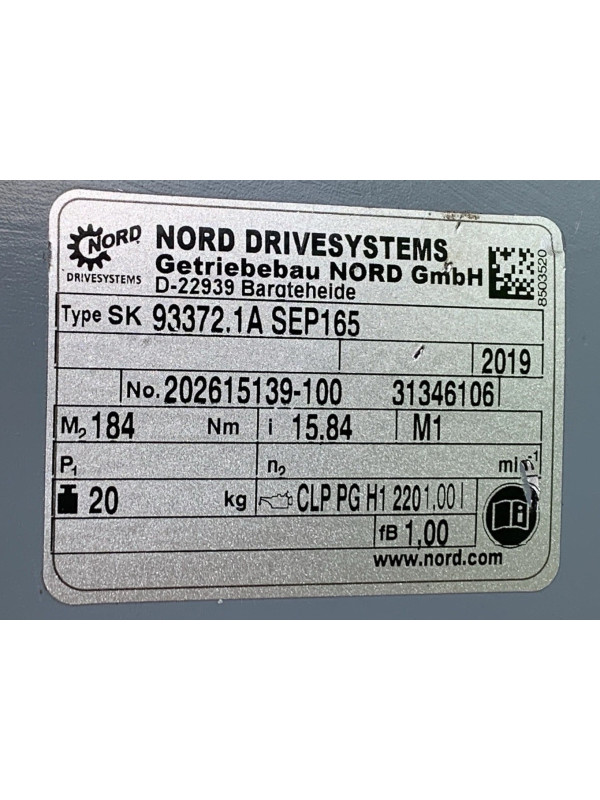 NORD
DRIVESYSTEMS
NORD DRIVESYSTEMS
Getriebebau NORD GmbH
D-22939 Bargteheide
8503520
Type SK 93372.1A SEP165
2019
No. 202615139-100 31346106
M₂ 184 Nm i 15.84 M1
P₁ n₂ min⁻¹
20 kg CLP PG H1 220 1,00 l
fB 1,00
www.nord.com